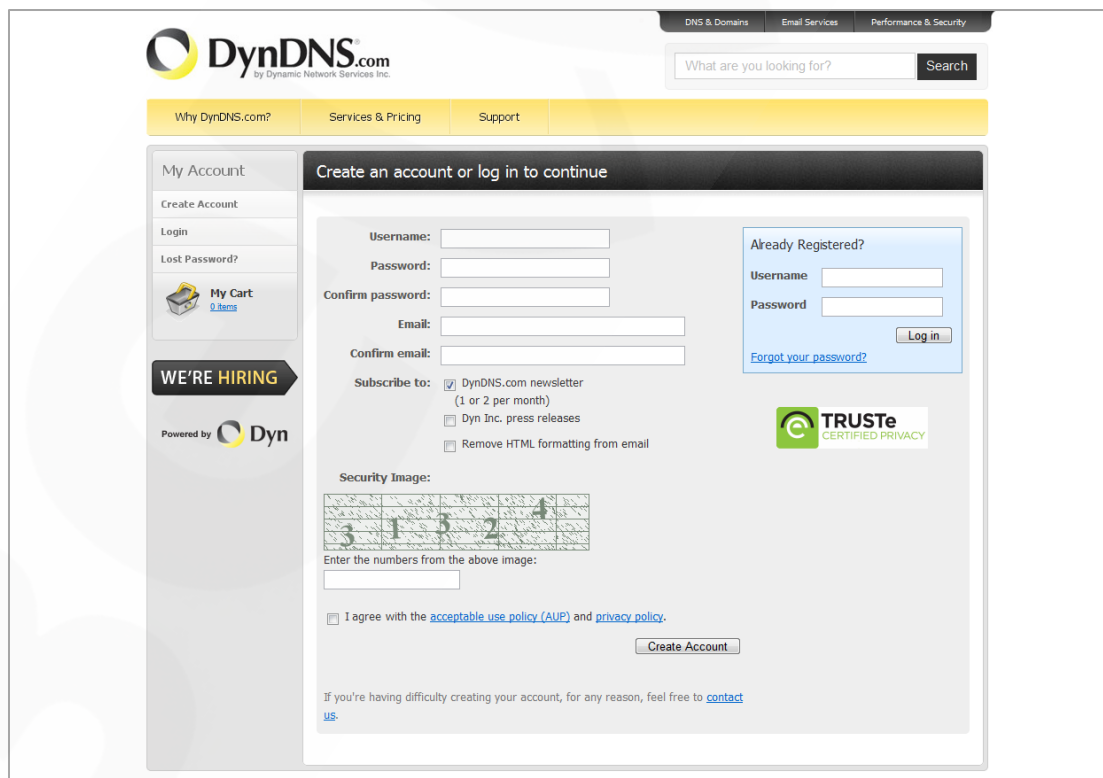 DNS & Domains
Email Services
Performance & Security
DynDNS.com
by Dynamic Network Services Inc.
What are you looking for?
Search
Why DynDNS.com?
Services & Pricing
Support
My Account
Create Account
Login
Lost Password?
My Cart
0 items
WE'RE HIRING
Powered by Dyn
Create an account or log in to continue
Username:
Password:
Confirm password:
Email:
Confirm email:
Subscribe to:
DynDNS.com newsletter
(1 or 2 per month)
Dyn Inc. press releases
Remove HTML formatting from email
Security Image:
3 1 3 2 4
Enter the numbers from the above image:
I agree with the acceptable use policy (AUP) and privacy policy.
Create Account
If you're having difficulty creating your account, for any reason, feel free to contact
us.
Already Registered?
Username
Password
Log in
Forgot your password?
TRUSTe
CERTIFIED PRIVACY